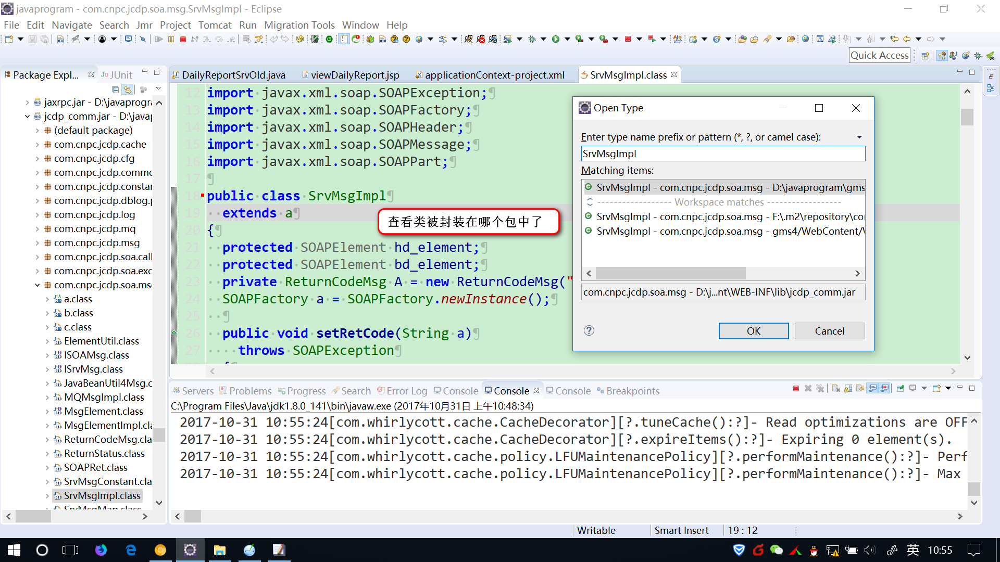 javaprogram - com.cnpc.jcdp.soa.msg.SrvMsgImpl - Eclipse
File Edit Navigate Search Jmr Project Tomcat Run Migration Tools Window Help
Quick Access
Package Expl...
JUnit
DailyReportSrvOld.java
viewDailyReport.jsp
applicationContext-project.xml
SrvMsgImpl.class
jaxrpc.jar - D:\javaprogra
jcdp_comm.jar - D:\javap
(default package)
com.cnpc.jcdp.cache
com.cnpc.jcdp.cfg
com.cnpc.jcdp.commo
com.cnpc.jcdp.constan
com.cnpc.jcdp.dblog.p
com.cnpc.jcdp.log
com.cnpc.jcdp.mq
com.cnpc.jcdp.msg
com.cnpc.jcdp.soa.call
com.cnpc.jcdp.soa.exc
com.cnpc.jcdp.soa.msg
a.class
b.class
c.class
ElementUtil.class
ISOAMsg.class
ISrvMsg.class
JavaBeanUtil4Msg.c
MQMsgImpl.class
MsgElement.class
MsgElementImpl.cla
ReturnCodeMsg.cla
ReturnStatus.class
SOAPRet.class
SrvMsgConstant.cla
SrvMsgImpl.class
SrvMsgMap.class
12 import·javax.xml.soap.SOAPException;¶
13 import·javax.xml.soap.SOAPFactory;¶
14 import·javax.xml.soap.SOAPHeader;¶
15 import·javax.xml.soap.SOAPMessage;¶
16 import·javax.xml.soap.SOAPPart;¶
17 ¶
18 public·class·SrvMsgImpl¶
19 ··extends·a¶
20 {¶
21 ··protected·SOAPElement·hd_element;¶
22 ··protected·SOAPElement·bd_element;¶
23 ··private·ReturnCodeMsg·A·=·new·ReturnCodeMsg("
24 ··SOAPFactory·a·=·SOAPFactory.newInstance();¶
25 ··¶
26 ··public·void·setRetCode(String·a)¶
27 ····throws·SOAPException¶
查看类被封装在哪个包中了
Open Type
Enter type name prefix or pattern (*, ?, or camel case):
SrvMsgImpl
Matching items:
SrvMsgImpl - com.cnpc.jcdp.soa.msg - D:\javaprogram\gms
----------------- Workspace matches -----------------
SrvMsgImpl - com.cnpc.jcdp.soa.msg - F:\.m2\repository\co
SrvMsgImpl - com.cnpc.jcdp.soa.msg - gms4/WebContent/
com.cnpc.jcdp.soa.msg - D:\j...nt\WEB-INF\lib\jcdp_comm.jar
OK
Cancel
Servers Problems Progress Search Error Log Console Console Console Breakpoints
C:\Program Files\Java\jdk1.8.0_141\bin\javaw.exe (2017年10月31日 上午10:48:34)
2017-10-31 10:55:24[com.whirlycott.cache.CacheDecorator][?.tuneCache():?]- Read optimizations are OFF
2017-10-31 10:55:24[com.whirlycott.cache.CacheDecorator][?.expireItems():?]- Expiring 0 element(s).
2017-10-31 10:55:24[com.whirlycott.cache.policy.LFUMaintenancePolicy][?.performMaintenance():?]- Perf
2017-10-31 10:55:24[com.whirlycott.cache.policy.LFUMaintenancePolicy][?.performMaintenance():?]- Max
Writable
Smart Insert
19 : 12
英
10:55